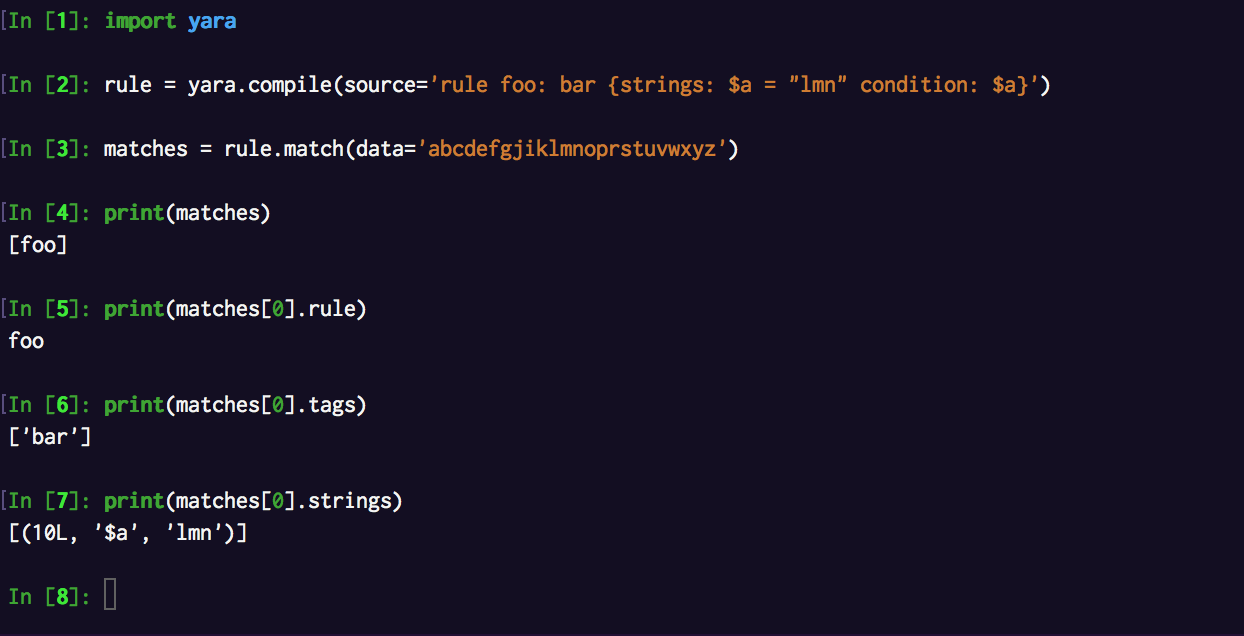 [In [1]: import yara
[In [2]: rule = yara.compile(source='rule foo: bar {strings: $a = "lmn" condition: $a}')
[In [3]: matches = rule.match(data='abcdefgjiklmnoprstuvwxyz')
[In [4]: print(matches)
[foo]
[In [5]: print(matches[0].rule)
foo
[In [6]: print(matches[0].tags)
['bar']
[In [7]: print(matches[0].strings)
[(10L, '$a', 'lmn')]
In [8]: